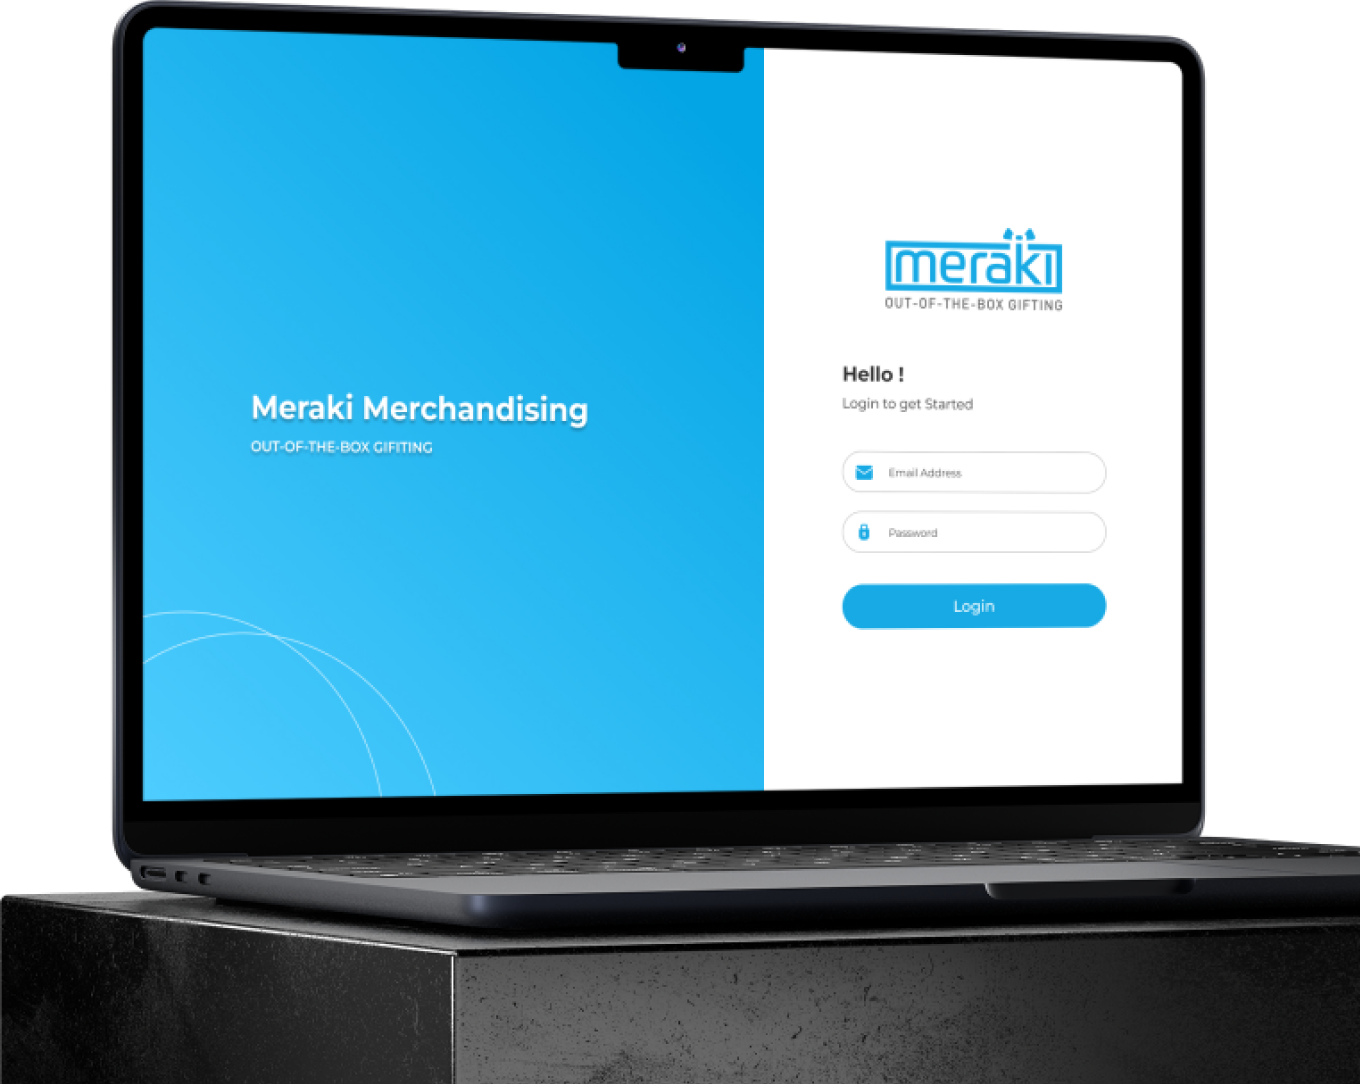 Meraki Merchandising
OUT-OF-THE-BOX GIFITING
meraki
OUT-OF-THE-BOX GIFTING
Hello !
Login to get Started
Email Address
Password
Login